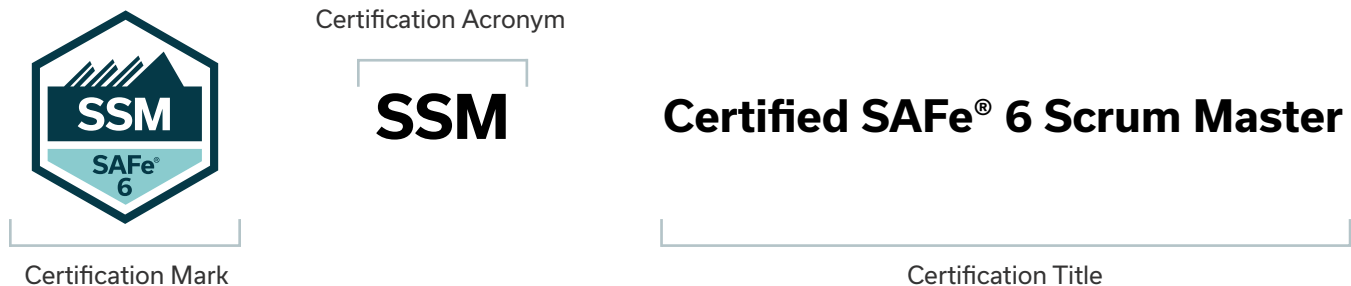 SSM
SAFe®
6
Certification Mark
Certification Acronym
SSM
Certified SAFe® 6 Scrum Master
Certification Title